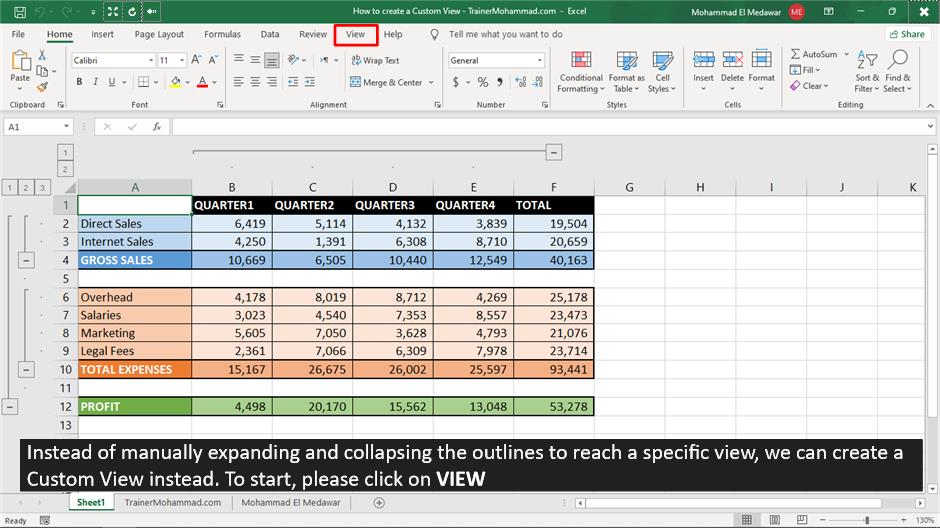 How to create a Custom View - TrainerMohammad.com - Excel
Mohammad El Medawar ME
File Home Insert Page Layout Formulas Data Review View Help Tell me what you want to do Share
Paste
Calibri 11 A A
B I U A
Wrap Text
Merge & Center
General
$ % 9
Conditional Formatting
Format as Table
Cell Styles
Insert Delete Format
AutoSum
Fill
Clear
Sort & Filter
Find & Select
Clipboard Font Alignment Number Styles Cells Editing
A1 fx
1
2
1 2 3
A B C D E F G H I J K
1 QUARTER1 QUARTER2 QUARTER3 QUARTER4 TOTAL
2 Direct Sales 6,419 5,114 4,132 3,839 19,504
3 Internet Sales 4,250 1,391 6,308 8,710 20,659
4 GROSS SALES 10,669 6,505 10,440 12,549 40,163
5
6 Overhead 4,178 8,019 8,712 4,269 25,178
7 Salaries 3,023 4,540 7,353 8,557 23,473
8 Marketing 5,605 7,050 3,628 4,793 21,076
9 Legal Fees 2,361 7,066 6,309 7,978 23,714
10 TOTAL EXPENSES 15,167 26,675 26,002 25,597 93,441
11
12 PROFIT 4,498 20,170 15,562 13,048 53,278
13
Instead of manually expanding and collapsing the outlines to reach a specific view, we can create a
Custom View instead. To start, please click on VIEW
Sheet1 TrainerMohammad.com Mohammad El Medawar
Ready 130%